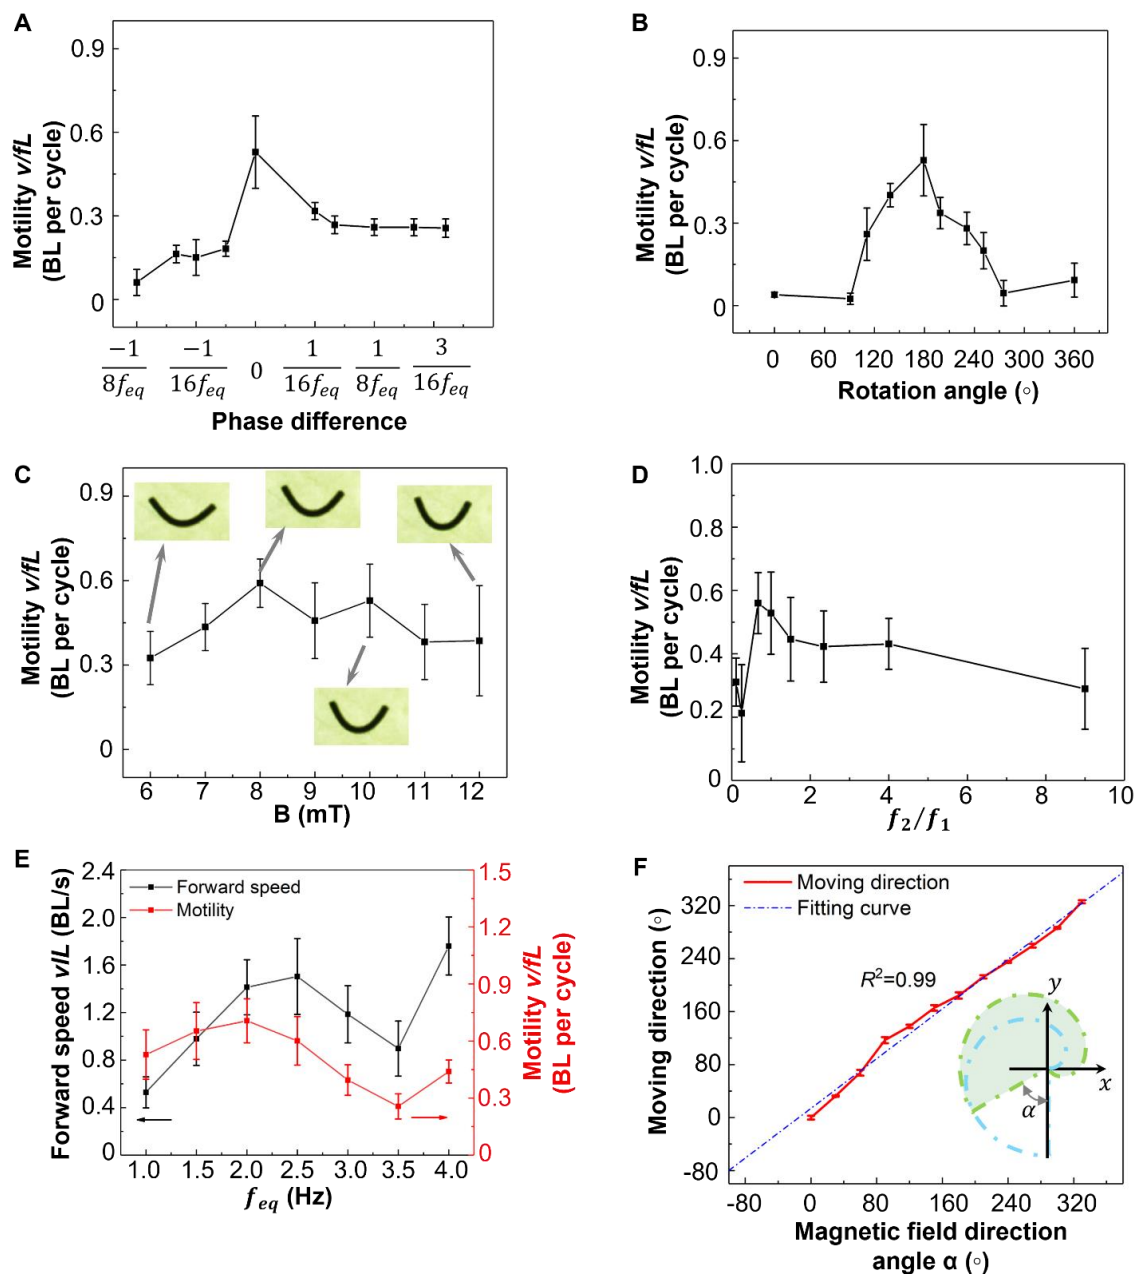 A
Motility v/fL
(BL per cycle)
0.9
0.6
0.3
0
−1/8f_eq −1/16f_eq 0 1/16f_eq 1/8f_eq 3/16f_eq
Phase difference
B
Motility v/fL
(BL per cycle)
0.9
0.6
0.3
0.0
0 60 120 180 240 300 360
Rotation angle (○)
C
Motility v/fL
(BL per cycle)
0.9
0.6
0.3
0
6 7 8 9 10 11 12
B (mT)
D
Motility v/fL
(BL per cycle)
1.0
0.8
0.6
0.4
0.2
0
0 2 4 6 8 10
f_2/f_1
E
Forward speed v/L (BL/s)
2.4
2.0
1.6
1.2
0.8
0.4
0
Forward speed
Motility
1.5
1.2
0.9
0.6
0.3
0
Motility v/fL
(BL per cycle)
1.0 1.5 2.0 2.5 3.0 3.5 4.0
f_eq (Hz)
F
Moving direction (○)
320
240
160
80
0
-80
Moving direction
Fitting curve
R²=0.99
y
x
α
-80 0 80 160 240 320
Magnetic field direction
angle α (○)